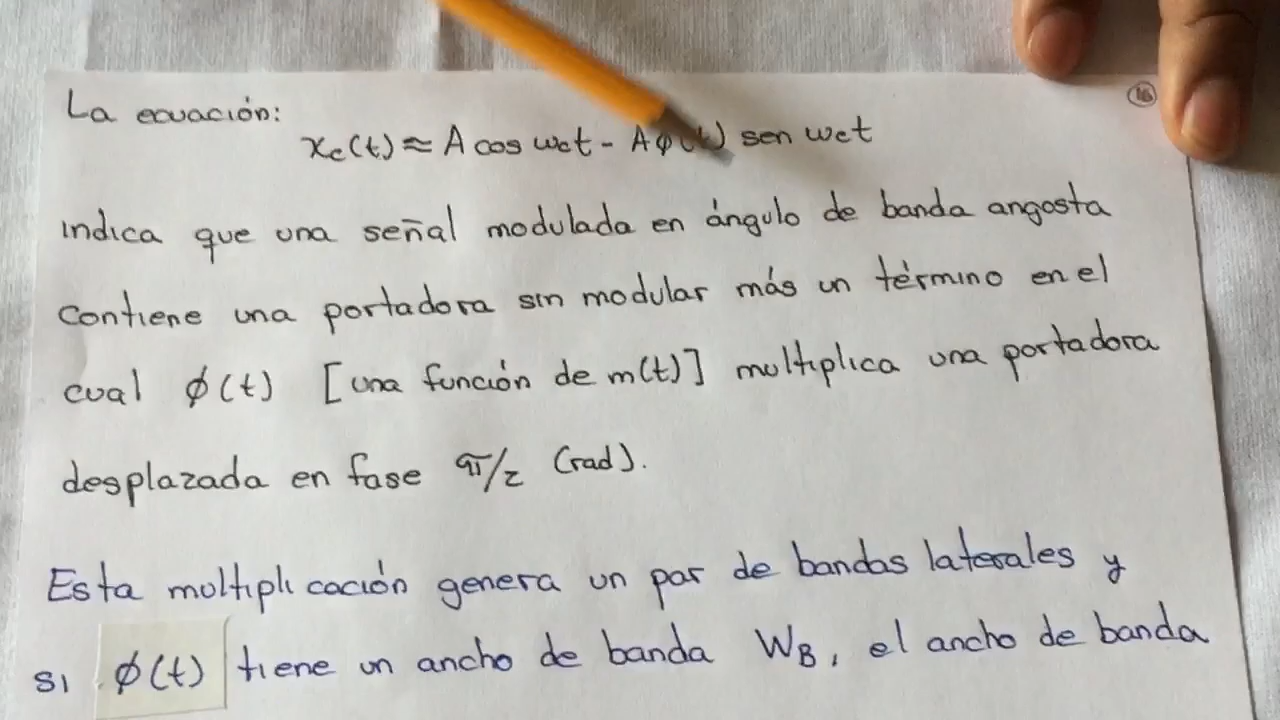 16
La ecuación:
xc(t) ≈ A cos wct - Aϕ(t) sen wct
indica que una señal modulada en ángulo de banda angosta
contiene una portadora sin modular más un término en el
cual ϕ(t) [una función de m(t)] multiplica una portadora
desplazada en fase π/2 (rad).
Esta multiplicación genera un par de bandas laterales y
si ϕ(t) tiene un ancho de banda WB, el ancho de banda